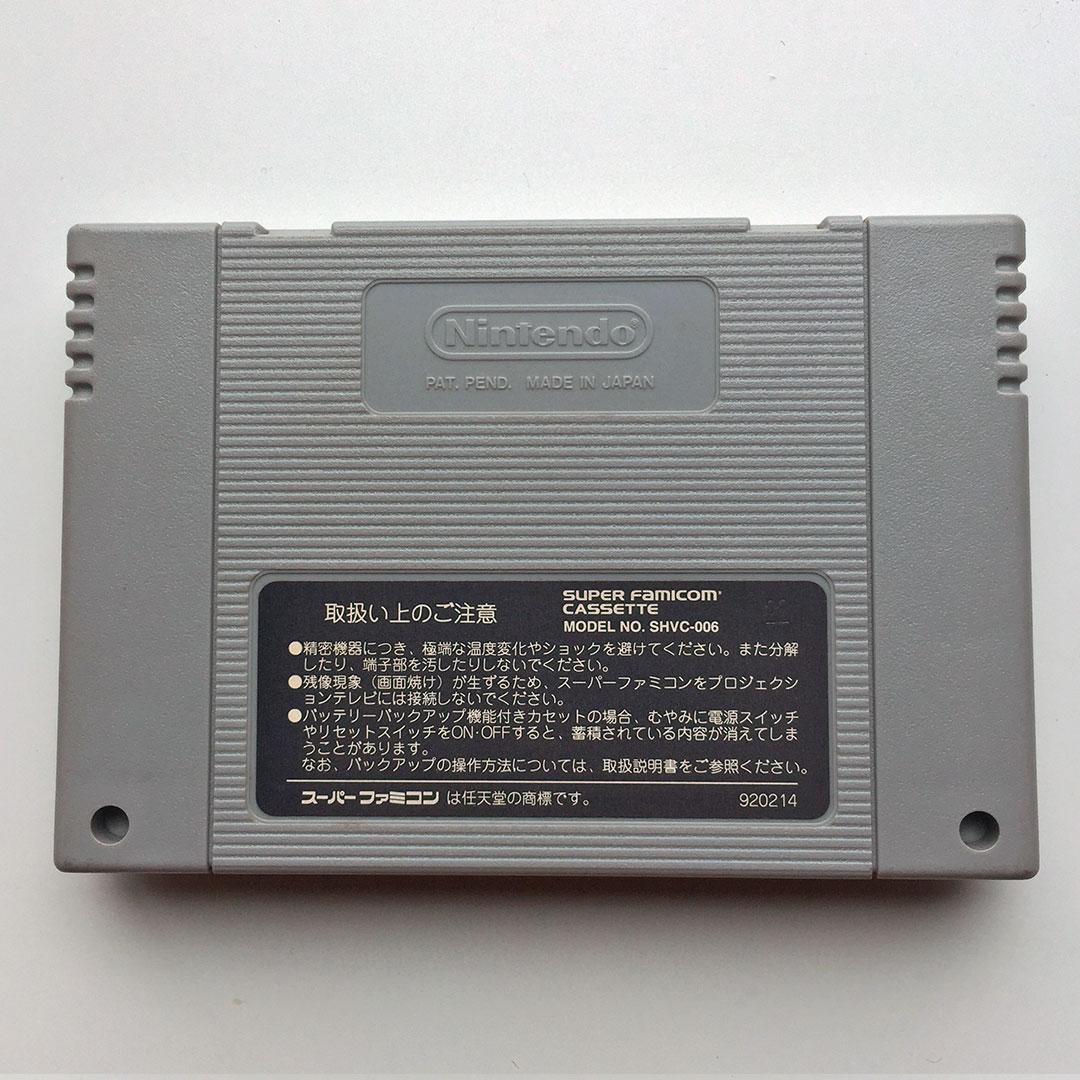 Nintendo®
PAT. PEND. MADE IN JAPAN
取扱い上のご注意
SUPER FAMICOM
CASSETTE
MODEL NO. SHVC-006
●精密機器につき、極端な温度変化やショックを避けてください。また分解
したり、端子部を汚したりしないでください。
●残像現象（画面焼け）が生ずるため、スーパーファミコンをプロジェクシ
ョンテレビには接続しないでください。
●バッテリーバックアップ機能付きカセットの場合、むやみに電源スイッチ
やリセットスイッチをON·OFFすると、蓄積されている内容が消えてしま
うことがあります。
なお、バックアップの操作方法については、取扱説明書をご参照ください。
スーパーファミコン は任天堂の商標です。
920214